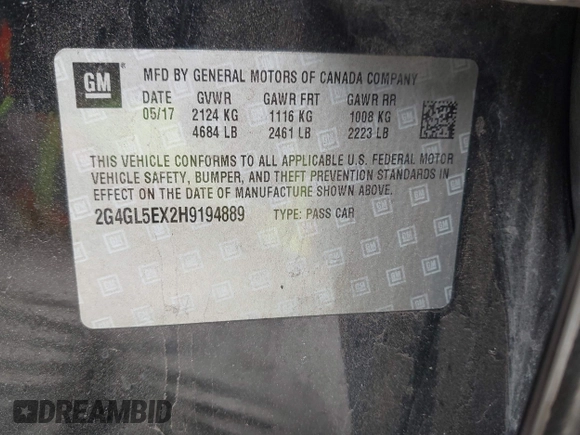 GM
MFD BY GENERAL MOTORS OF CANADA COMPANY
DATE GVWR GAWR FRT GAWR RR
05/17 2124 KG 1116 KG 1008 KG
4684 LB 2461 LB 2223 LB
THIS VEHICLE CONFORMS TO ALL APPLICABLE U.S. FEDERAL MOTOR
VEHICLE SAFETY, BUMPER, AND THEFT PREVENTION STANDARDS IN
EFFECT ON THE DATE OF MANUFACTURE SHOWN ABOVE.
2G4GL5EX2H9194889 TYPE: PASS CAR
DREAMBID